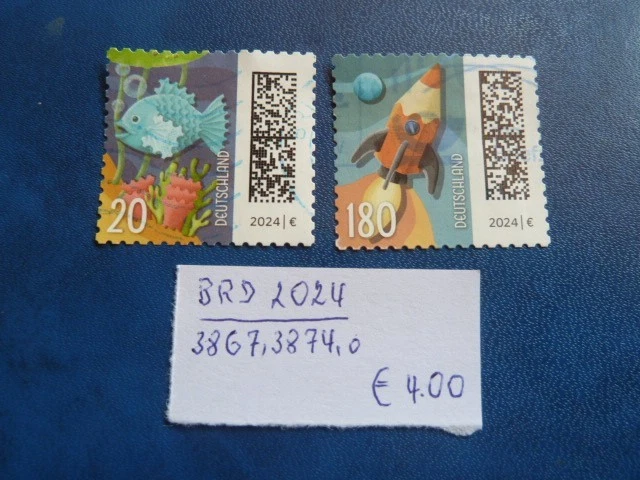 20
DEUTSCHLAND
2024 | €
180
DEUTSCHLAND
2024 | €
BRD 2024
3867, 3874, o
€ 4.00